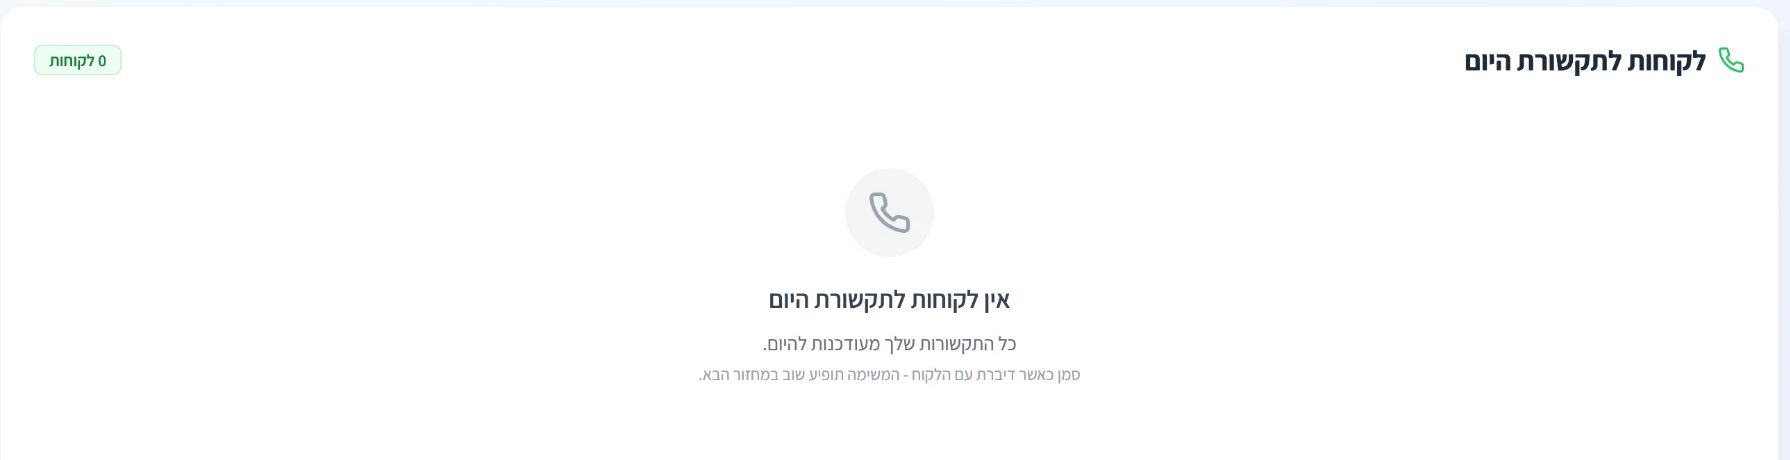 לקוחות לתקשורת היום
0 לקוחות
אין לקוחות לתקשורת היום
כל התקשורות שלך מעודכנות להיום.
סמן כאשר דיברת עם הלקוח - המשימה תופיע שוב במחזור הבא.